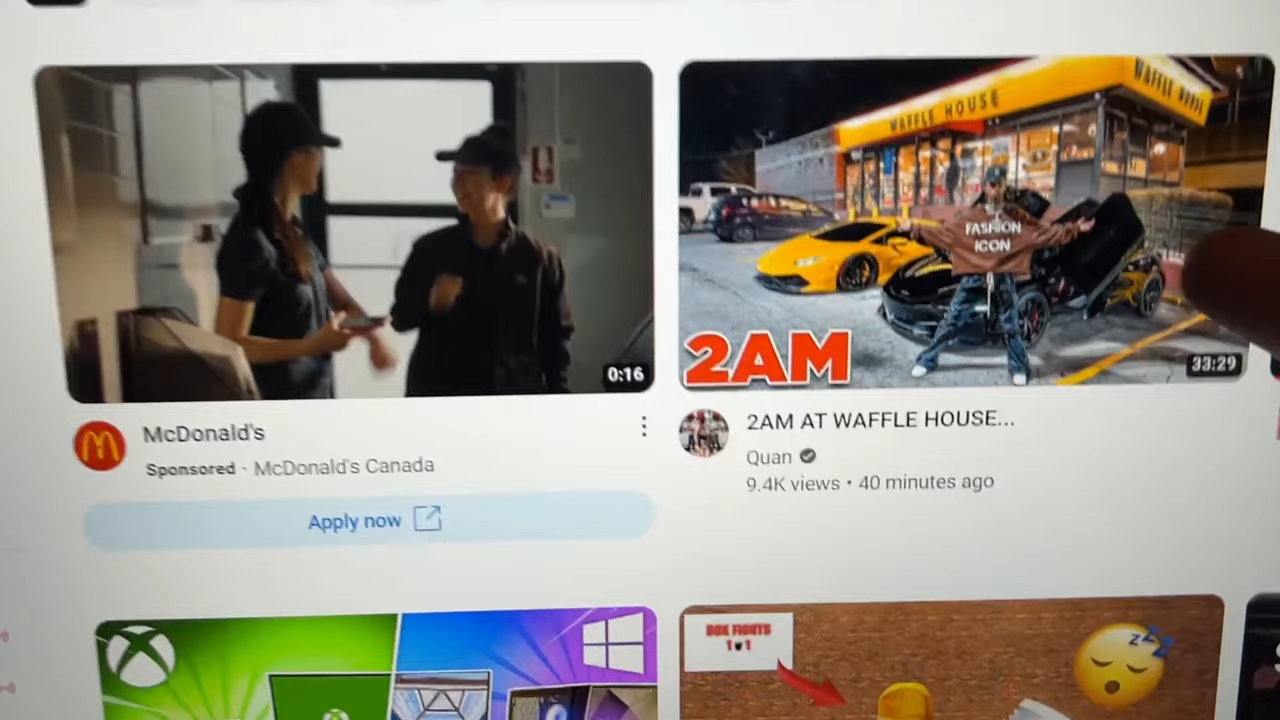 WAFFLE HOUSE
WAFFLE HOUSE
FASHION
ICON
2AM
0:16
33:29
McDonald's
Sponsored · McDonald's Canada
Apply now
2AM AT WAFFLE HOUSE...
Quan
9.4K views • 40 minutes ago
BOX FIGHTS
1v1
zzz